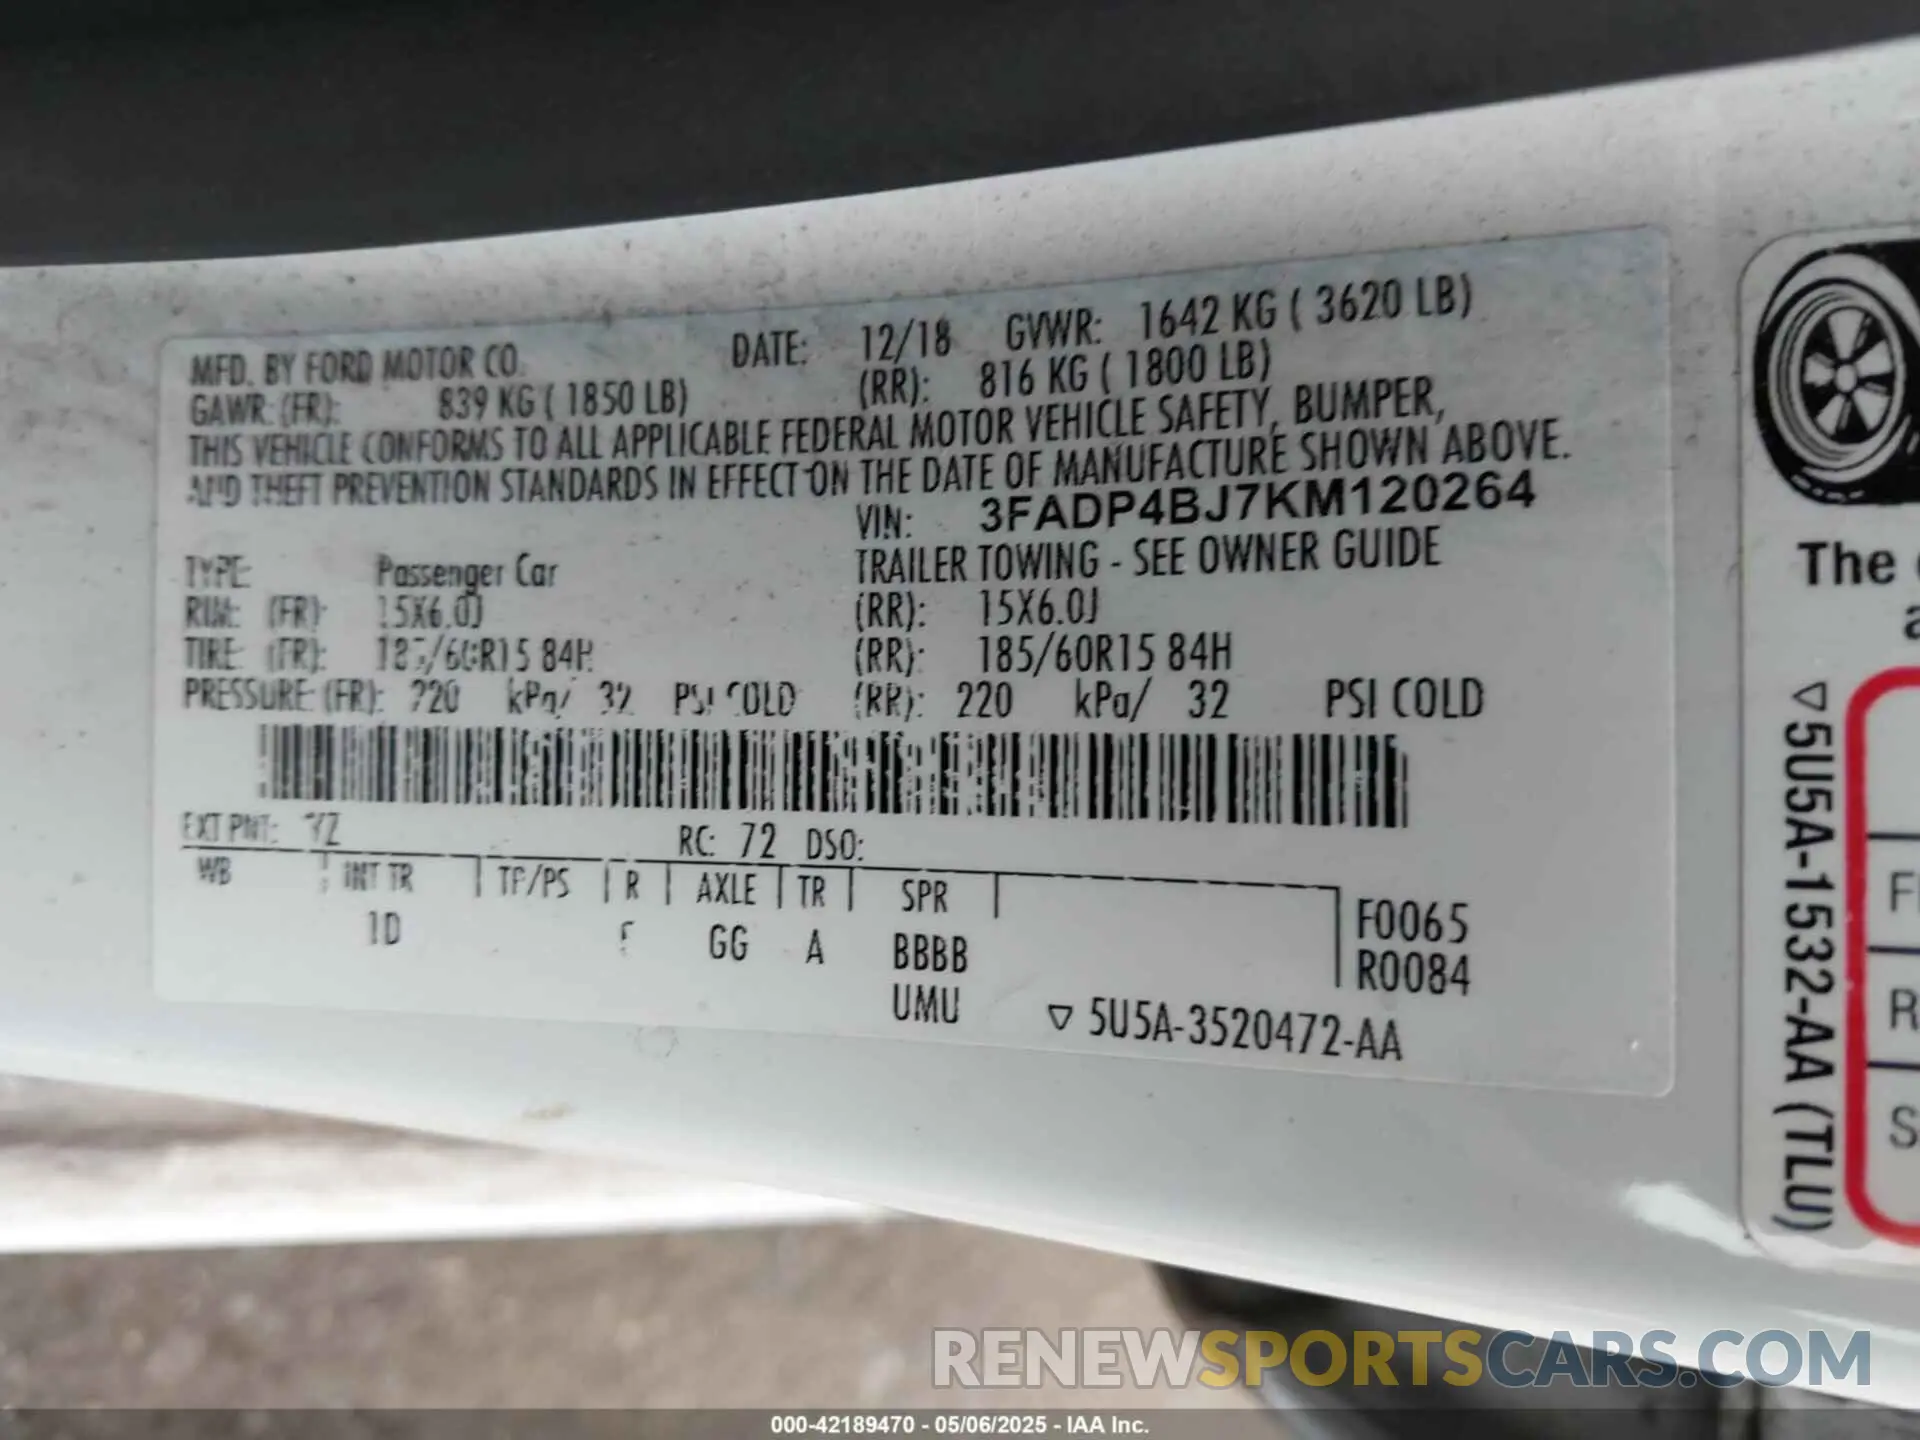 MFD. BY FORD MOTOR CO. DATE: 12/18 GVWR: 1642 KG ( 3620 LB)
GAWR: (FR): 839 KG ( 1850 LB) (RR): 816 KG ( 1800 LB)
THIS VEHICLE CONFORMS TO ALL APPLICABLE FEDERAL MOTOR VEHICLE SAFETY, BUMPER,
AND THEFT PREVENTION STANDARDS IN EFFECT ON THE DATE OF MANUFACTURE SHOWN ABOVE.
VIN: 3FADP4BJ7KM120264
TYPE: Passenger Car TRAILER TOWING - SEE OWNER GUIDE
RIM: (FR): 15X6.0J (RR): 15X6.0J
TIRE: (FR): 185/60R15 84H (RR): 185/60R15 84H
PRESSURE: (FR): 220 kPa/ 32 PSI COLD (RR): 220 kPa/ 32 PSI COLD
EXT PNT: YZ RC: 72 DSO:
WB INT TR TP/PS R AXLE TR SPR
1D GG A BBBB
UMU
F0065
R0084
▽ 5U5A-3520472-AA
The
▽5U5A-1532-AA (TLU)
R
S
RENEWSPORTSCARS.COM
000-42189470 - 05/06/2025 - IAA Inc.